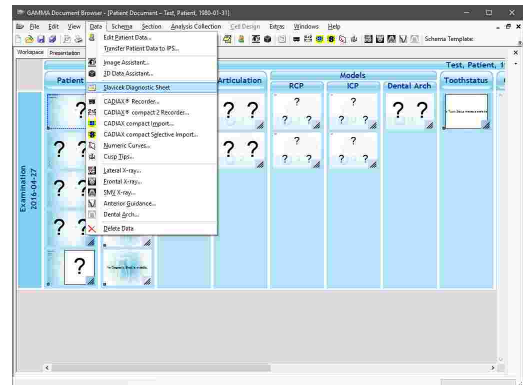 GAMMA Document Browser - [Patient Document - Test, Patient, 1980-01-31]
File Edit View Data Schema Section Analysis Collection Cell Design Extras Windows Help
Schema Template:
Workspace Presentation
Edit Patient Data...
Transfer Patient Data to IPS...
Image Assistant...
3D Data Assistant...
Slavicek Diagnostic Sheet
CADIAX® Recorder...
CADIAX® compact 2 Recorder...
CADIAX compact Import...
CADIAX compact Selective Import...
Numeric Curves...
Cusp Tips...
Lateral X-ray...
Frontal X-ray...
SMV X-ray...
Anterior Guidance...
Dental Arch...
Delete Data
Test, Patient, 1
Patient
Articulation
Models
RCP
ICP
Dental Arch
Toothstatus
Examination
2016-04-27
? ? ? ? ? ?
? ? ? ? ? ?